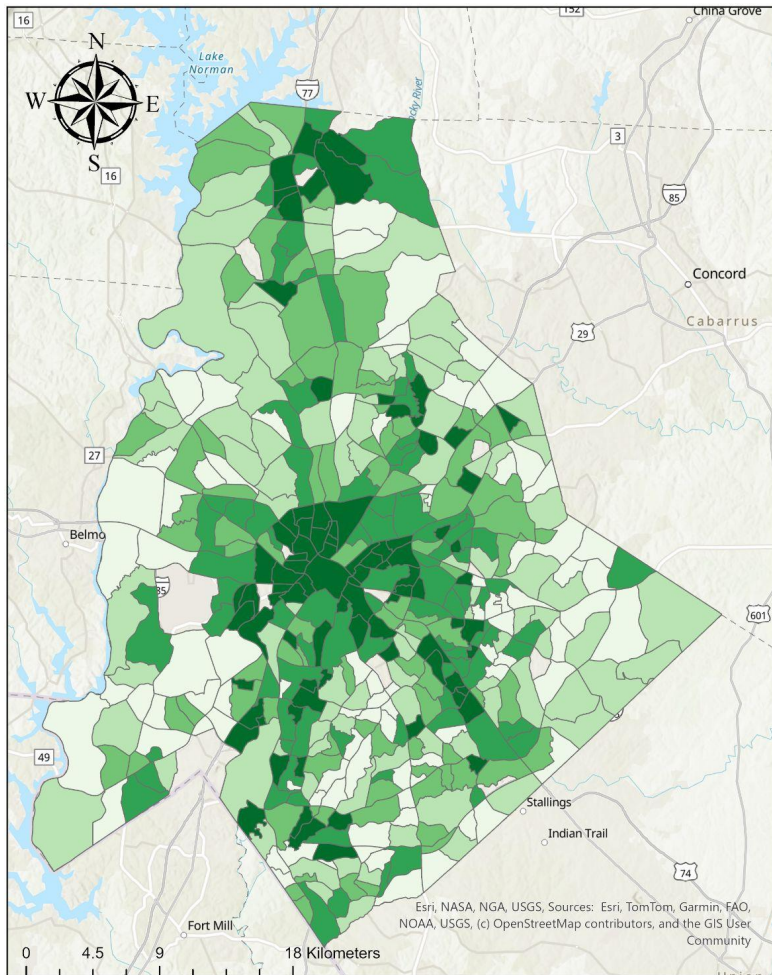 16
152
China Grove
Lake
Norman
77
N
W
E
S
cky River
3
16
85
Concord
Cabarrus
29
27
Belmo
85
601
49
Stallings
Indian Trail
74
Esri, NASA, NGA, USGS, Sources: Esri, TomTom, Garmin, FAO,
NOAA, USGS, (c) OpenStreetMap contributors, and the GIS User
Community
Fort Mill
0 4.5 9 18 Kilometers